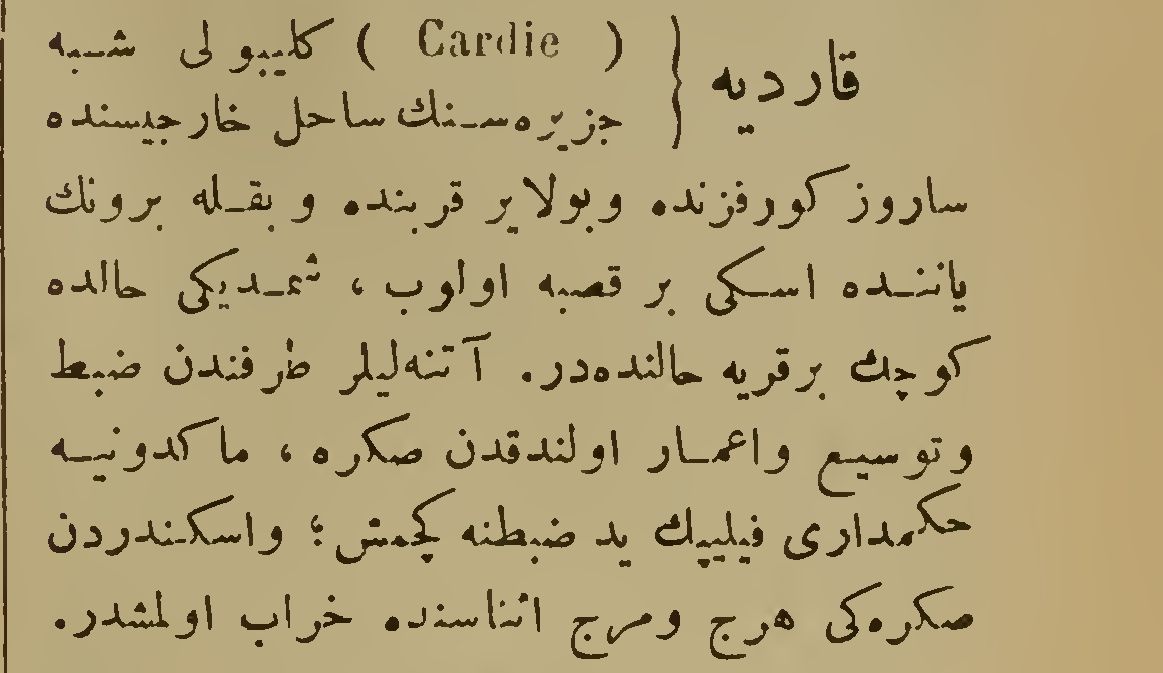 قارديه } ( Cardie ) كليبولى شبه
جزيره‌سنك ساحل خارجيسنده
ساروز كورفزنده وبولاير قربنده و بقله برونك
ياننده اسكى بر قصبه اولوب ، شمديكى حالده
كوچك برقريه حالنده‌در. آتنه‌ليلر طرفندن ضبط
وتوسيع واعمار اولندقدن صكره ، ماكدونيه
حكمدارى فيليپك يد ضبطنه كچمش؛ واسكندردن
صكره‌كى هرج ومرج اثناسنده خراب اولمشدر.